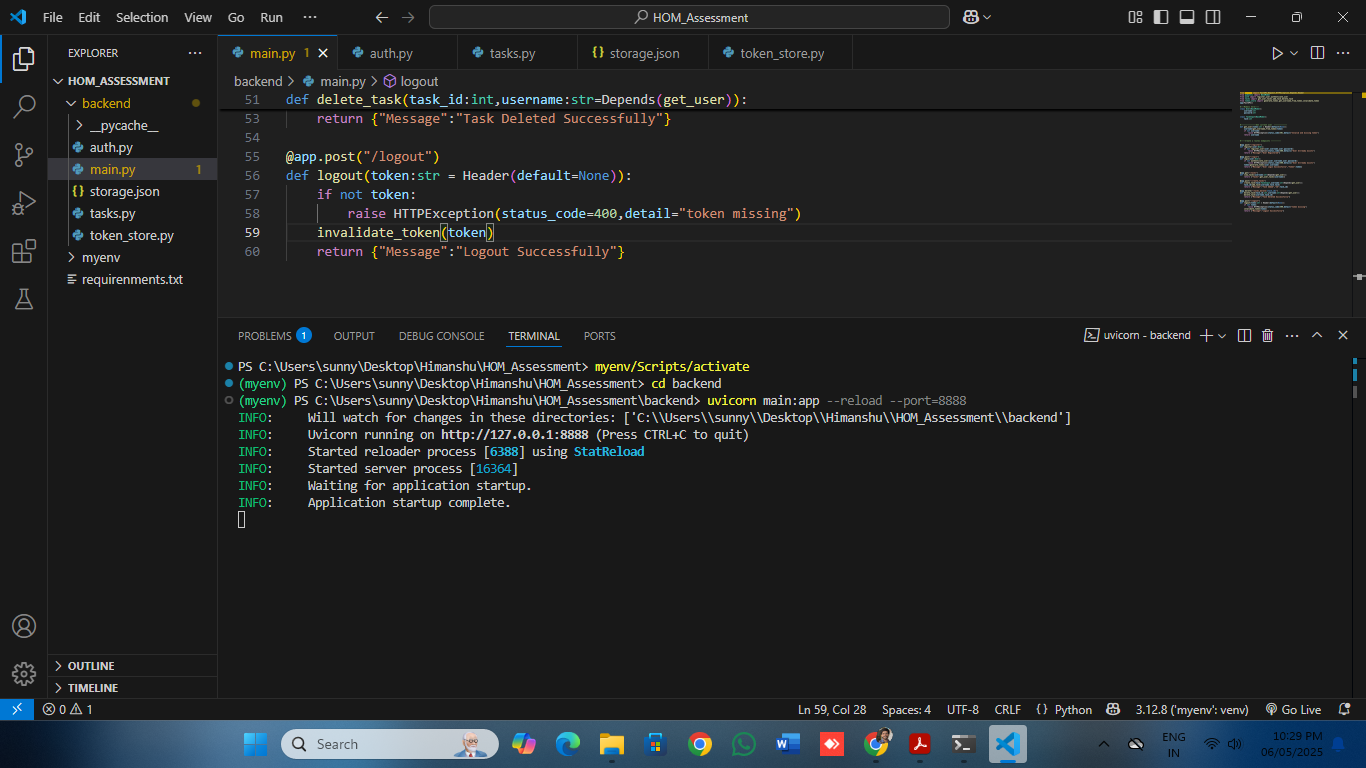 File Edit Selection View Go Run ···
HOM_Assessment
EXPLORER
HOM_ASSESSMENT
backend
__pycache__
auth.py
main.py 1
storage.json
tasks.py
token_store.py
myenv
requirenments.txt
OUTLINE
TIMELINE
main.py 1
auth.py
tasks.py
storage.json
token_store.py
backend > main.py > logout
51 def delete_task(task_id:int,username:str=Depends(get_user)):
53 return {"Message":"Task Deleted Successfully"}
54
55 @app.post("/logout")
56 def logout(token:str = Header(default=None)):
57 if not token:
58 raise HTTPException(status_code=400,detail="token missing")
59 invalidate_token(token)
60 return {"Message":"Logout Successfully"}
PROBLEMS 1 OUTPUT DEBUG CONSOLE TERMINAL PORTS
uvicorn - backend
PS C:\Users\sunny\Desktop\Himanshu\HOM_Assessment> myenv/Scripts/activate
(myenv) PS C:\Users\sunny\Desktop\Himanshu\HOM_Assessment> cd backend
(myenv) PS C:\Users\sunny\Desktop\Himanshu\HOM_Assessment\backend> uvicorn main:app --reload --port=8888
INFO: Will watch for changes in these directories: ['C:\\Users\\sunny\\Desktop\\Himanshu\\HOM_Assessment\\backend']
INFO: Uvicorn running on http://127.0.0.1:8888 (Press CTRL+C to quit)
INFO: Started reloader process [6388] using StatReload
INFO: Started server process [16364]
INFO: Waiting for application startup.
INFO: Application startup complete.
0 1
Ln 59, Col 28 Spaces: 4 UTF-8 CRLF {} Python 3.12.8 ('myenv': venv) Go Live
Search
ENG
IN
10:29 PM
06/05/2025